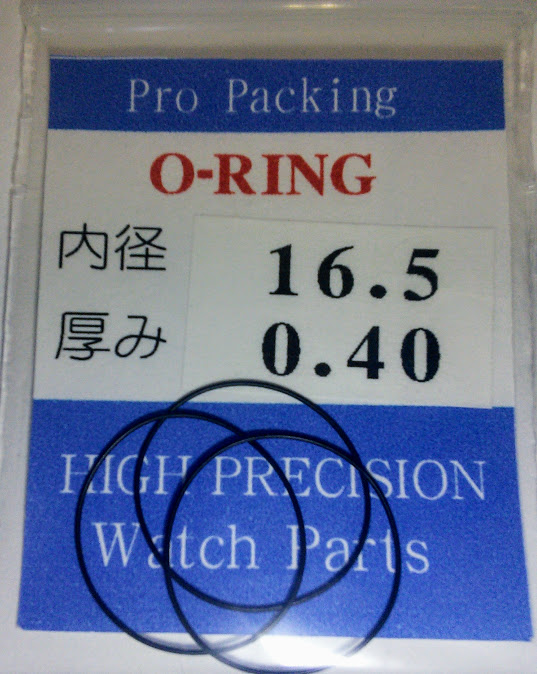 Pro Packing
O-RING
内径 16.5
厚み 0.40
HIGH PRECISION
Watch Parts